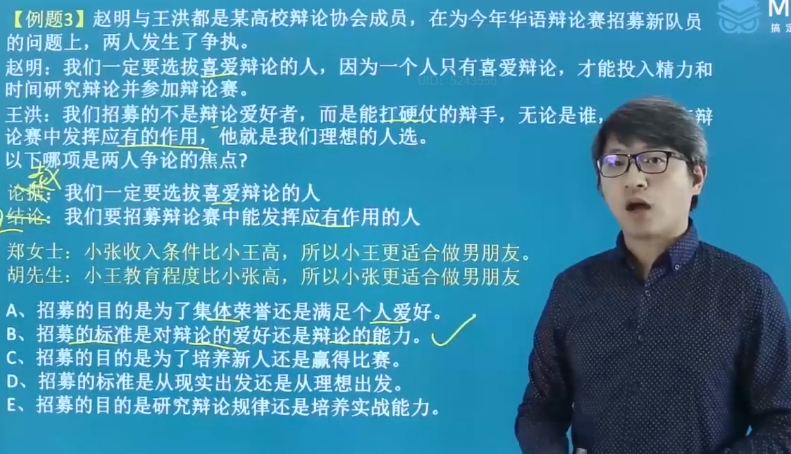 【例题3】赵明与王洪都是某高校辩论协会成员，在为今年华语辩论赛招募新队员
的问题上，两人发生了争执。
赵明：我们一定要选拔喜爱辩论的人，因为一个人只有喜爱辩论，才能投入精力和
时间研究辩论并参加辩论赛。
王洪：我们招募的不是辩论爱好者，而是能打硬仗的辩手，无论是谁，辩
论赛中发挥应有的作用，他就是我们理想的人选。
以下哪项是两人争论的焦点？
赵
论据：我们一定要选拔喜爱辩论的人
结论：我们要招募辩论赛中能发挥应有作用的人
郑女士：小张收入条件比小王高，所以小王更适合做男朋友。
胡先生：小王教育程度比小张高，所以小张更适合做男朋友
A、招募的目的是为了集体荣誉还是满足个人爱好。
B、招募的标准是对辩论的爱好还是辩论的能力。
C、招募的目的是为了培养新人还是赢得比赛。
D、招募的标准是从现实出发还是从理想出发。
E、招募的目的是研究辩论规律还是培养实战能力。
M
搞定